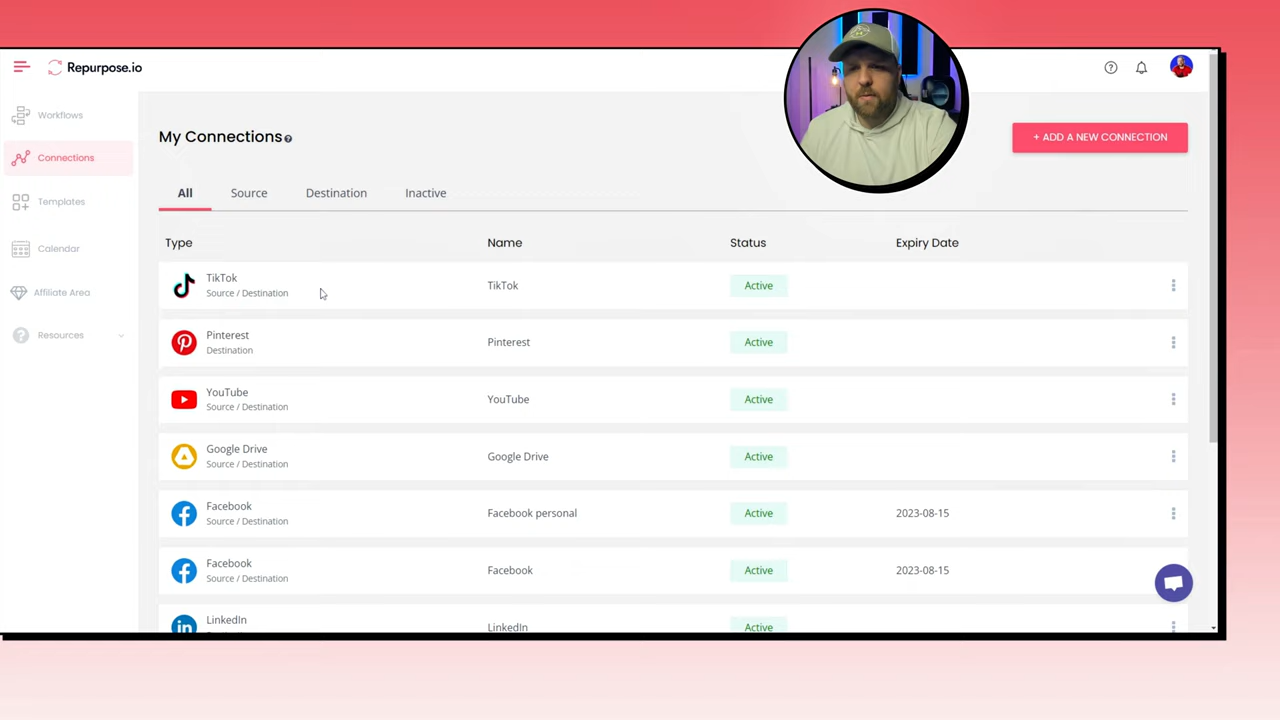 Repurpose.io
Workflows
Connections
Templates
Calendar
Affiliate Area
Resources
My Connections
+ ADD A NEW CONNECTION
All Source Destination Inactive
Type Name Status Expiry Date
TikTok
Source / Destination
TikTok Active
Pinterest
Destination
Pinterest Active
YouTube
Source / Destination
YouTube Active
Google Drive
Source / Destination
Google Drive Active
Facebook
Source / Destination
Facebook personal Active 2023-08-15
Facebook
Source / Destination
Facebook Active 2023-08-15
LinkedIn
LinkedIn Active